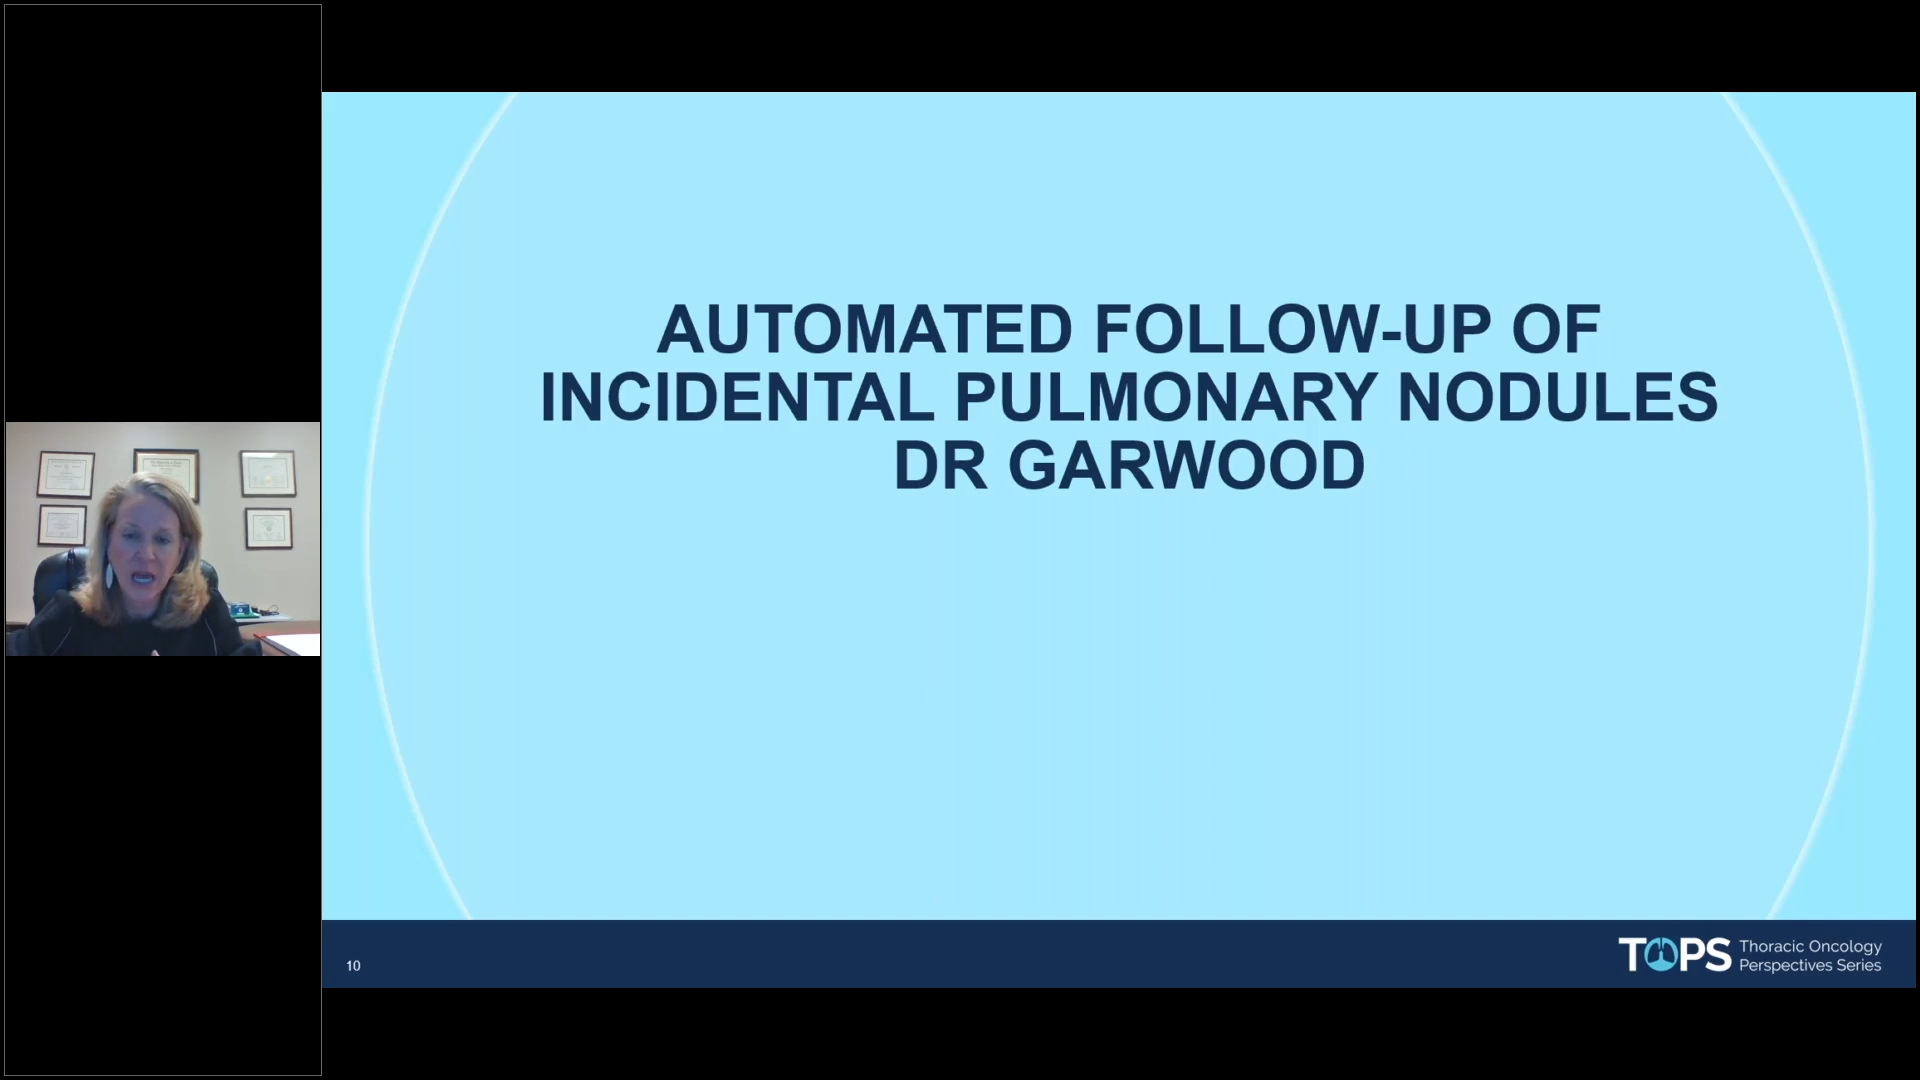 AUTOMATED FOLLOW-UP OF
INCIDENTAL PULMONARY NODULES
DR GARWOOD
10
TOPS Thoracic Oncology
Perspectives Series